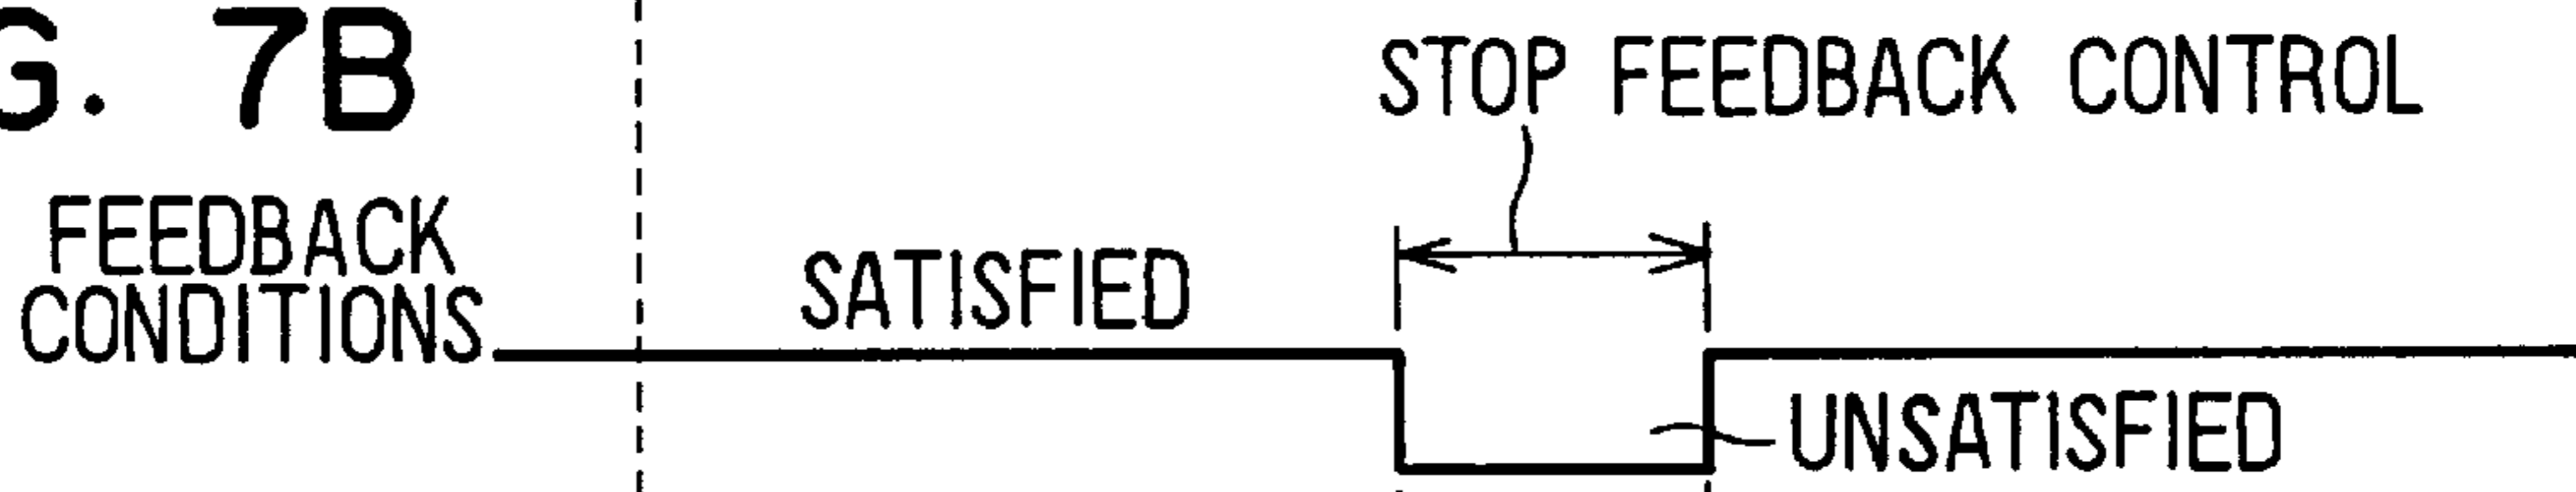 G. 7B
STOP FEEDBACK CONTROL
FEEDBACK
CONDITIONS
SATISFIED
UNSATISFIED